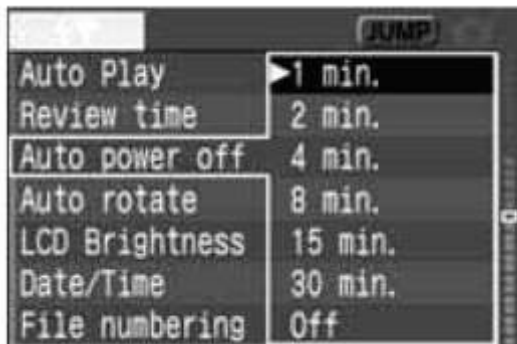 JUMP
Auto Play 1 min.
Review time 2 min.
Auto power off 4 min.
Auto rotate 8 min.
LCD Brightness 15 min.
Date/Time 30 min.
File numbering Off